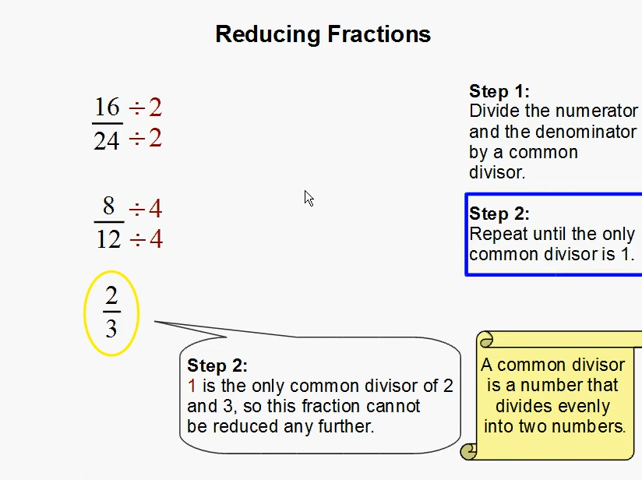 Reducing Fractions
16 ÷2
24 ÷2
8 ÷4
12 ÷4
2
3
Step 1:
Divide the numerator
and the denominator
by a common
divisor.
Step 2:
Repeat until the only
common divisor is 1.
Step 2:
1 is the only common divisor of 2
and 3, so this fraction cannot
be reduced any further.
A common divisor
is a number that
divides evenly
into two numbers.